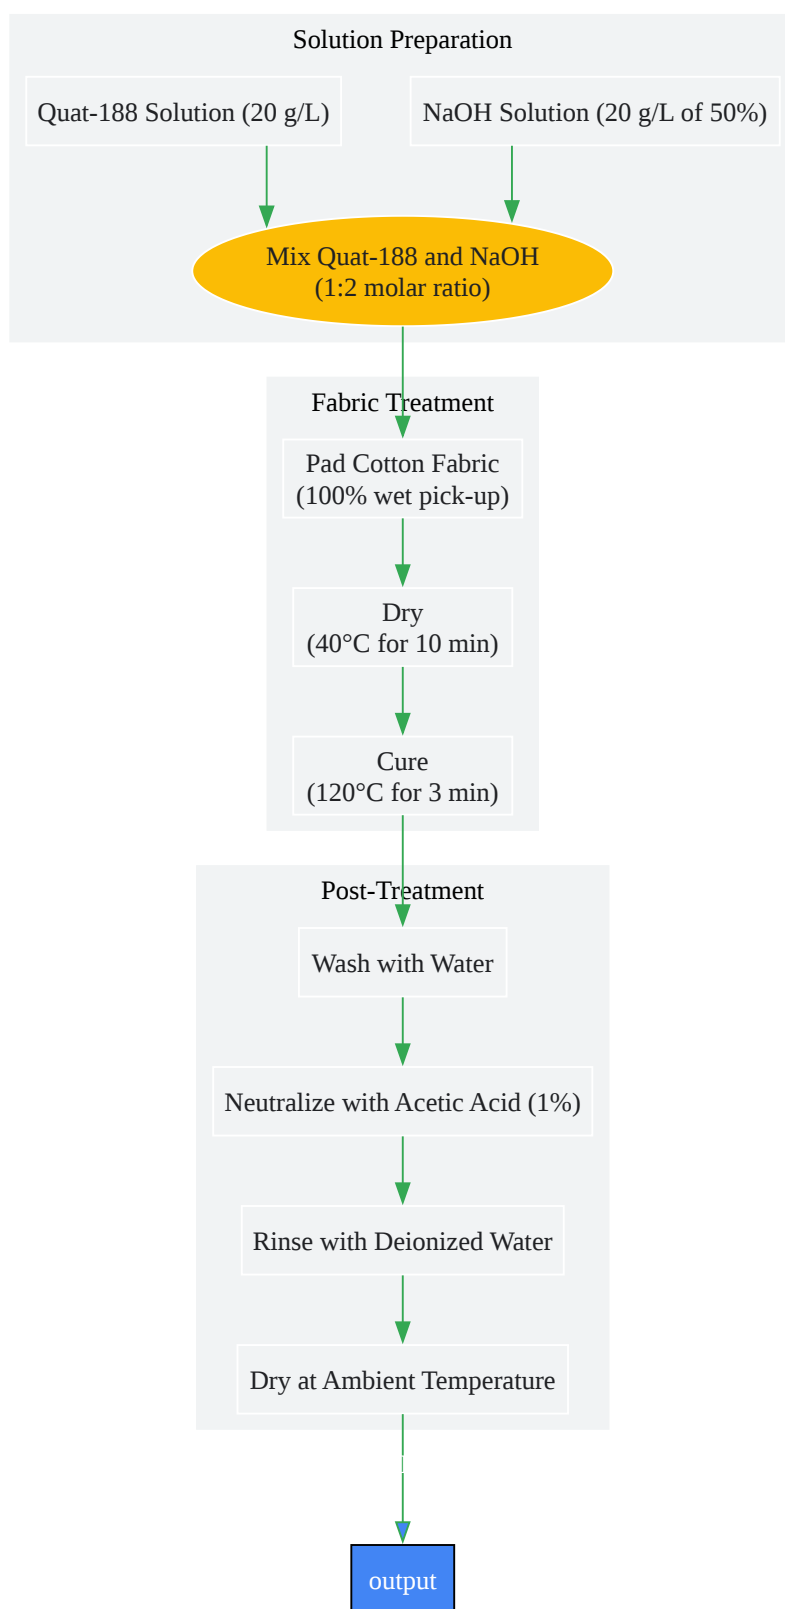 Solution Preparation
Quat-188 Solution (20 g/L)
NaOH Solution (20 g/L of 50%)
Mix Quat-188 and NaOH
(1:2 molar ratio)
Fabric Treatment
Pad Cotton Fabric
(100% wet pick-up)
Dry
(40°C for 10 min)
Cure
(120°C for 3 min)
Post-Treatment
Wash with Water
Neutralize with Acetic Acid (1%)
Rinse with Deionized Water
Dry at Ambient Temperature
output